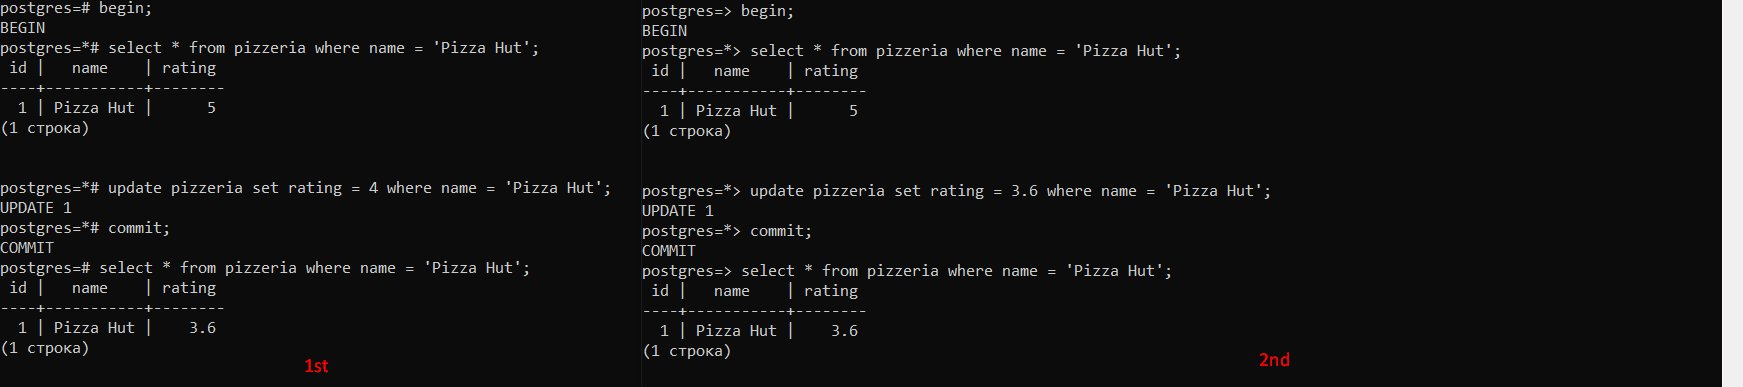 postgres=# begin;
BEGIN
postgres=*# select * from pizzeria where name = 'Pizza Hut';
 id |   name    | rating
----+-----------+--------
  1 | Pizza Hut |      5
(1 строка)
postgres=*# update pizzeria set rating = 4 where name = 'Pizza Hut';
UPDATE 1
postgres=*# commit;
COMMIT
postgres=# select * from pizzeria where name = 'Pizza Hut';
 id |   name    | rating
----+-----------+--------
  1 | Pizza Hut |    3.6
(1 строка)
1st
postgres=> begin;
BEGIN
postgres=*> select * from pizzeria where name = 'Pizza Hut';
 id |   name    | rating
----+-----------+--------
  1 | Pizza Hut |      5
(1 строка)
postgres=*> update pizzeria set rating = 3.6 where name = 'Pizza Hut';
UPDATE 1
postgres=*> commit;
COMMIT
postgres=> select * from pizzeria where name = 'Pizza Hut';
 id |   name    | rating
----+-----------+--------
  1 | Pizza Hut |    3.6
(1 строка)
2nd